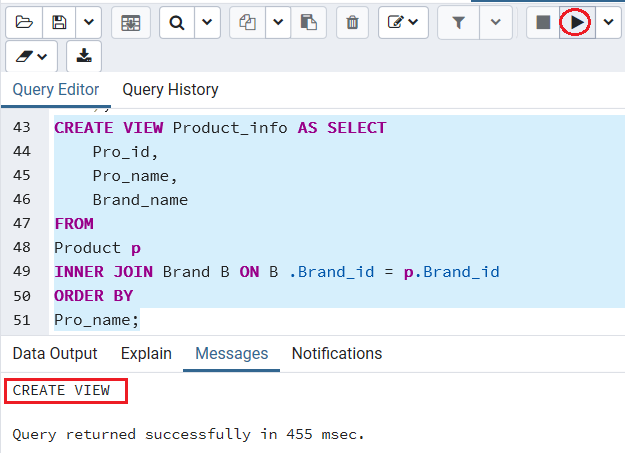 Query Editor Query History
43 CREATE VIEW Product_info AS SELECT
44 Pro_id,
45 Pro_name,
46 Brand_name
47 FROM
48 Product p
49 INNER JOIN Brand B ON B .Brand_id = p.Brand_id
50 ORDER BY
51 Pro_name;
Data Output Explain Messages Notifications
CREATE VIEW
Query returned successfully in 455 msec.